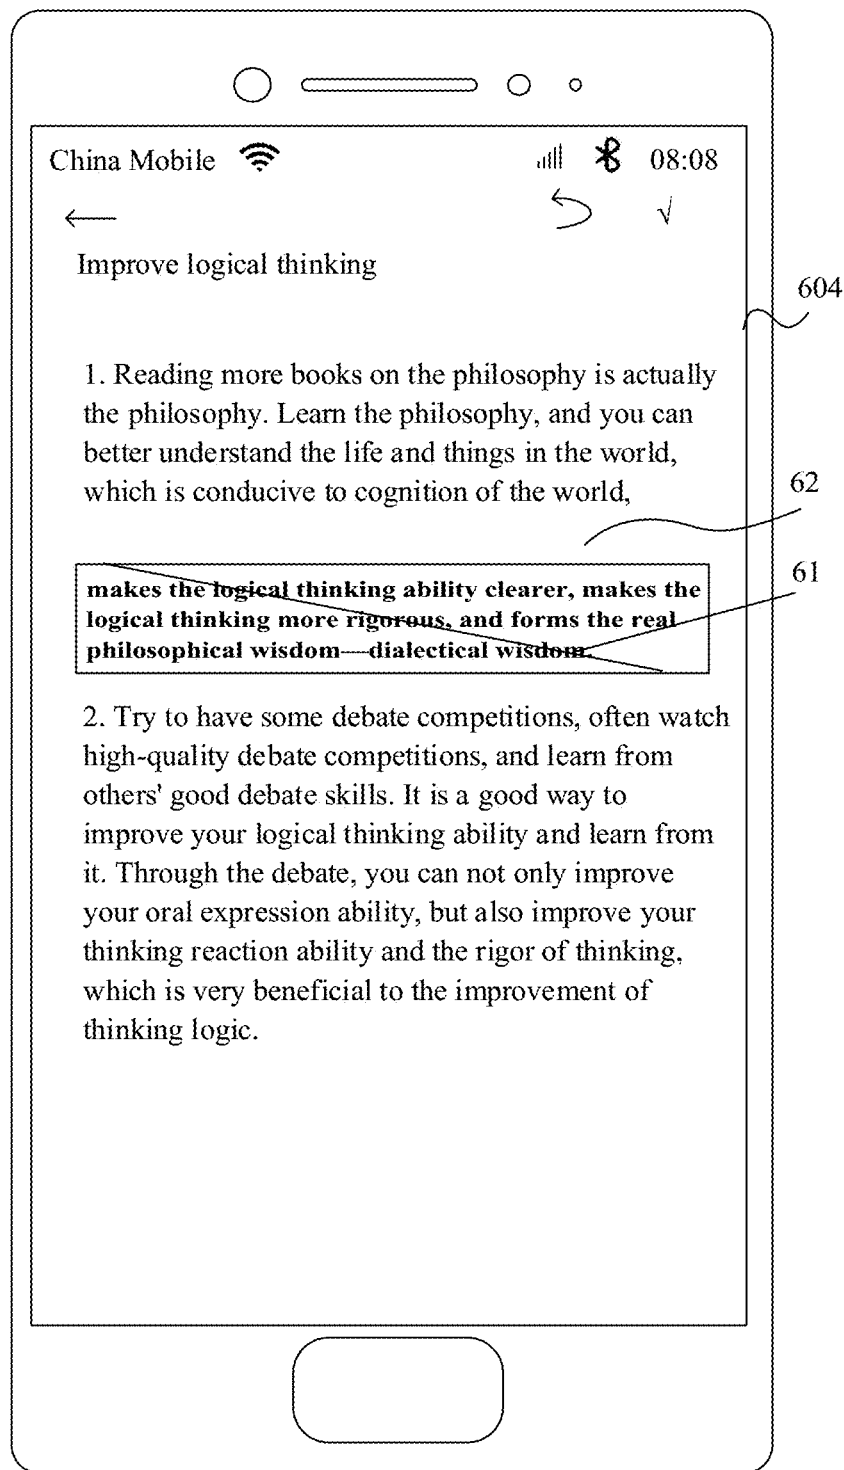 China Mobile 08:08
√
Improve logical thinking
604
1. Reading more books on the philosophy is actually
the philosophy. Learn the philosophy, and you can
better understand the life and things in the world,
which is conducive to cognition of the world,
62
61
makes the logical thinking ability clearer, makes the
logical thinking more rigorous, and forms the real
philosophical wisdom—dialectical wisdom.
2. Try to have some debate competitions, often watch
high-quality debate competitions, and learn from
others' good debate skills. It is a good way to
improve your logical thinking ability and learn from
it. Through the debate, you can not only improve
your oral expression ability, but also improve your
thinking reaction ability and the rigor of thinking,
which is very beneficial to the improvement of
thinking logic.